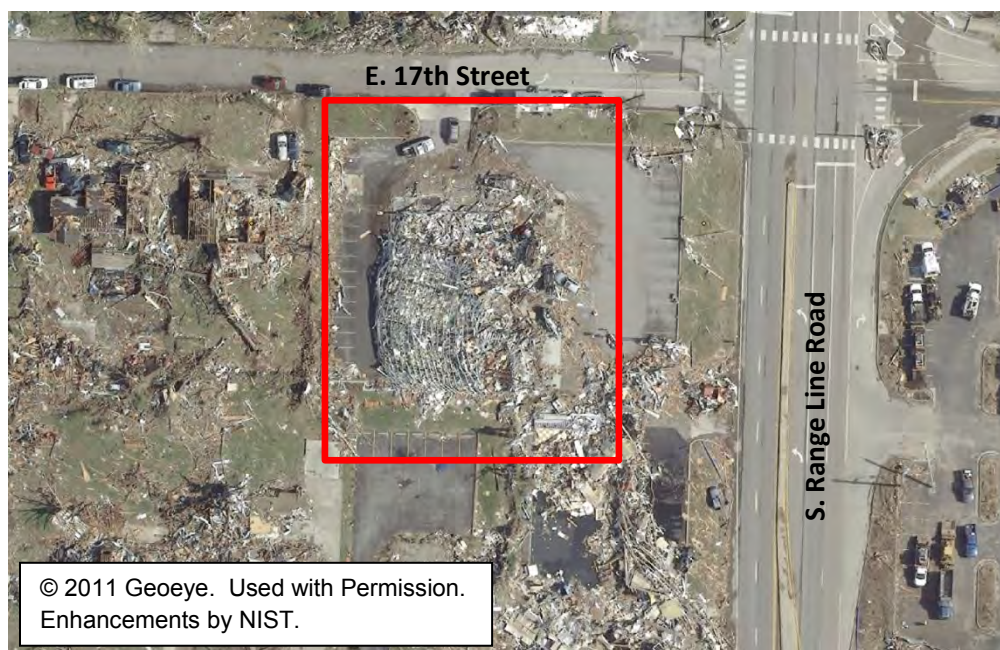 E. 17th Street
S. Range Line Road
© 2011 Geoeye.  Used with Permission.
Enhancements by NIST.